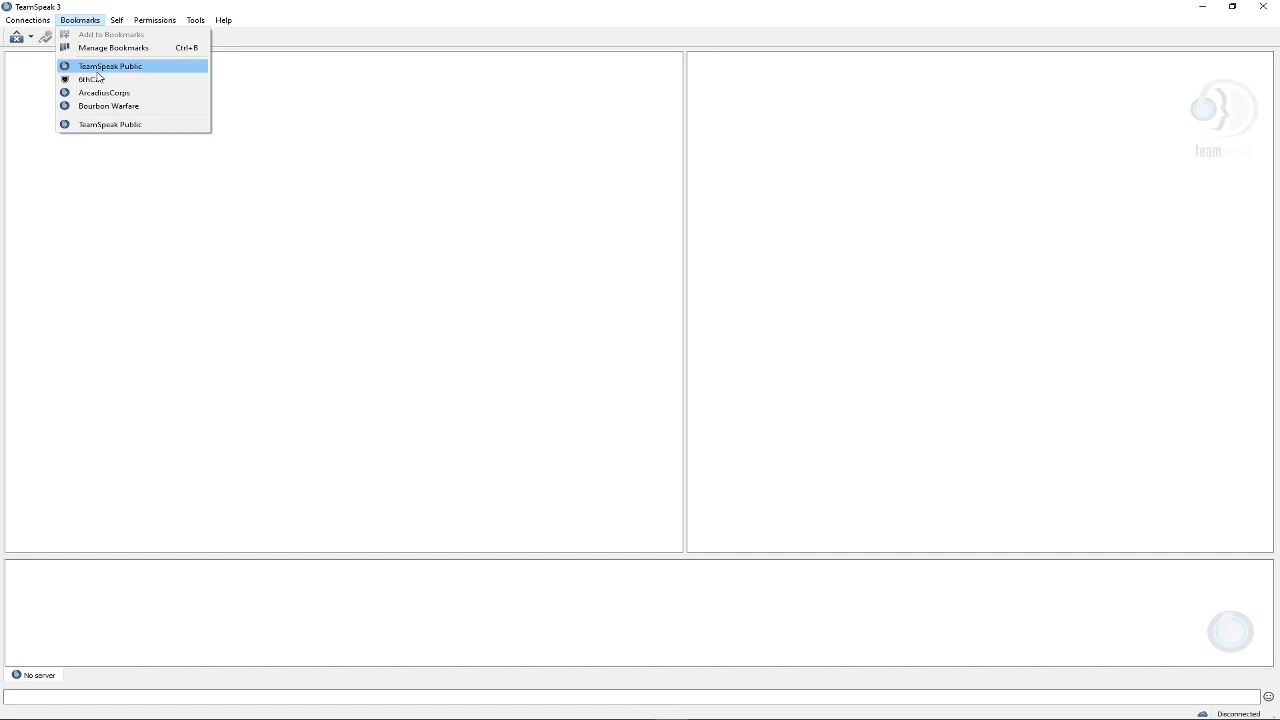 TeamSpeak 3
Connections Bookmarks Self Permissions Tools Help
Add to Bookmarks
Manage Bookmarks Ctrl+B
TeamSpeak Public
ArcadiusCorps
Bourbon Warfare
TeamSpeak Public
team
No server
Disconnected